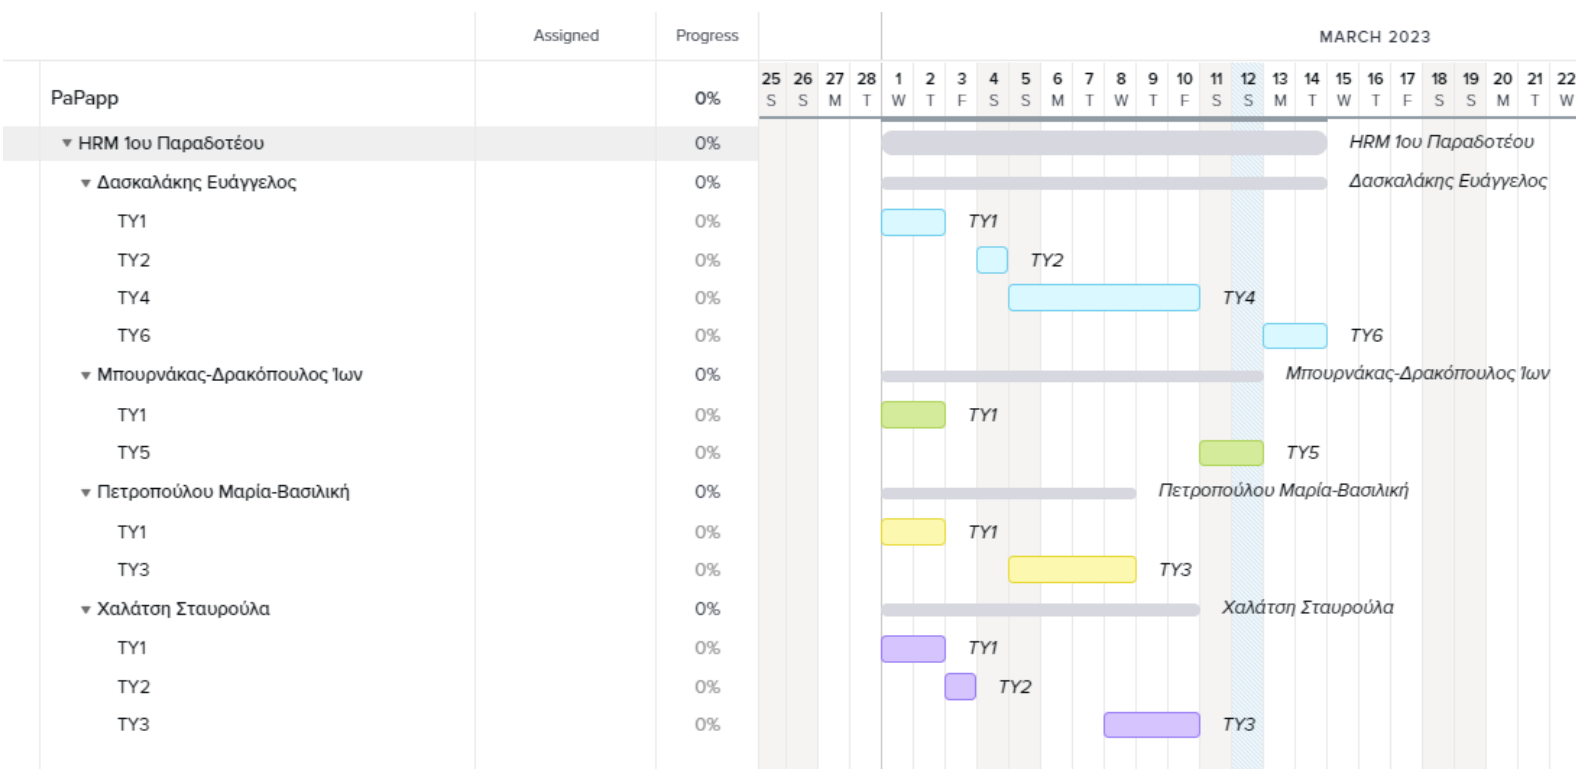 Assigned Progress MARCH 2023
25 26 27 28 1 2 3 4 5 6 7 8 9 10 11 12 13 14 15 16 17 18 19 20 21 22
PaPapp 0% S S M T W T F S S M T W T F S S M T W T F S S M T W
HRM 1ου Παραδοτέου 0% HRM 1ου Παραδοτέου
Δασκαλάκης Ευάγγελος 0% Δασκαλάκης Ευάγγελος
ΤΥ1 0% ΤΥ1
ΤΥ2 0% ΤΥ2
ΤΥ4 0% ΤΥ4
ΤΥ6 0% ΤΥ6
Μπουρνάκας-Δρακόπουλος Ίων 0% Μπουρνάκας-Δρακόπουλος Ίων
ΤΥ1 0% ΤΥ1
ΤΥ5 0% ΤΥ5
Πετροπούλου Μαρία-Βασιλική 0% Πετροπούλου Μαρία-Βασιλική
ΤΥ1 0% ΤΥ1
ΤΥ3 0% ΤΥ3
Χαλάτση Σταυρούλα 0% Χαλάτση Σταυρούλα
ΤΥ1 0% ΤΥ1
ΤΥ2 0% ΤΥ2
ΤΥ3 0% ΤΥ3